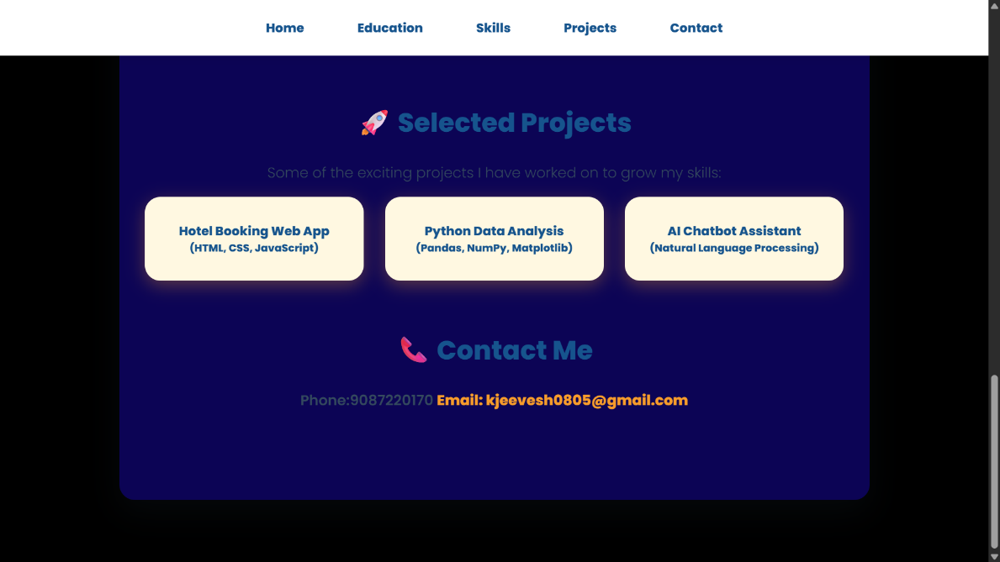 Home Education Skills Projects Contact
🚀 Selected Projects
Some of the exciting projects I have worked on to grow my skills:
Hotel Booking Web App
(HTML, CSS, JavaScript)
Python Data Analysis
(Pandas, NumPy, Matplotlib)
AI Chatbot Assistant
(Natural Language Processing)
📞 Contact Me
Phone:9087220170 Email: kjeevesh0805@gmail.com